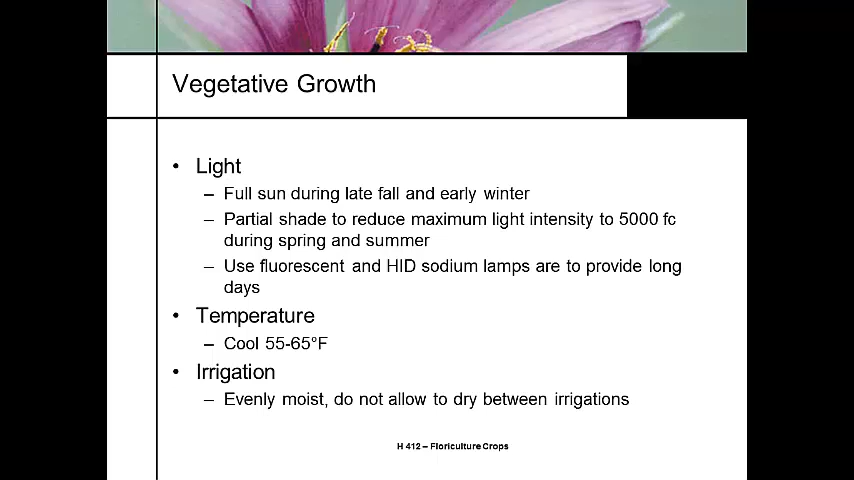 Vegetative Growth
• Light
– Full sun during late fall and early winter
– Partial shade to reduce maximum light intensity to 5000 fc
during spring and summer
– Use fluorescent and HID sodium lamps are to provide long
days
• Temperature
– Cool 55-65°F
• Irrigation
– Evenly moist, do not allow to dry between irrigations
H 412 – Floriculture Crops